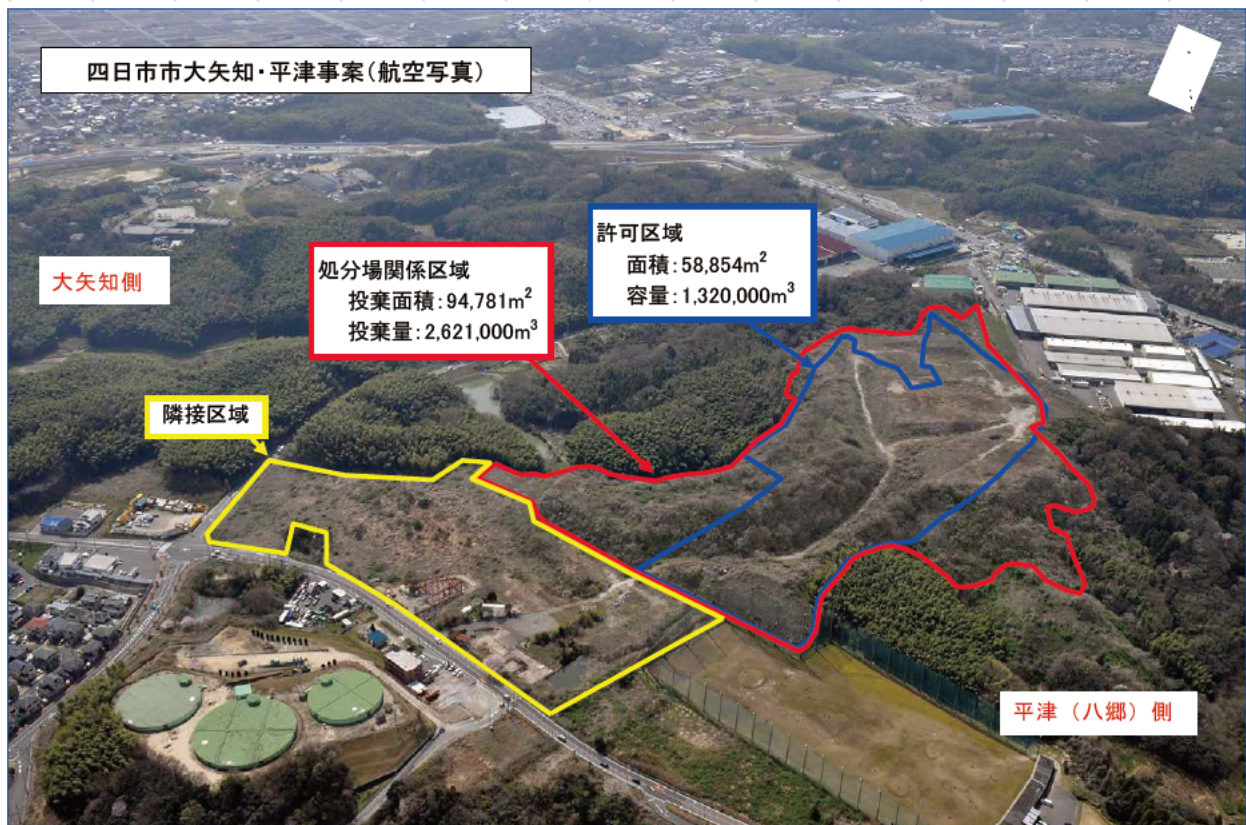 四日市市大矢知・平津事案(航空写真)
許可区域
面積:58,854m²
容量:1,320,000m³
処分場関係区域
投棄面積:94,781m²
投棄量:2,621,000m³
大矢知側
隣接区域
平津(八郷)側